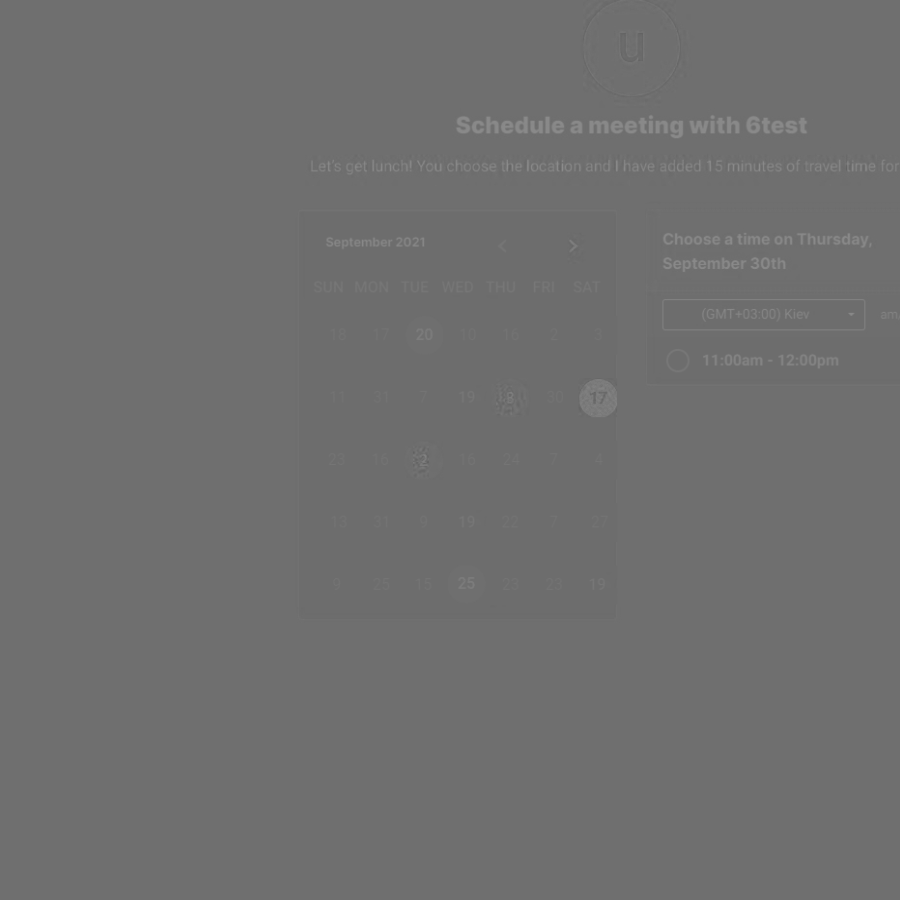 u
Schedule a meeting with 6test
Let's get lunch! You choose the location and I have added 15 minutes of travel time for
September 2021 < >
Choose a time on Thursday,
September 30th
SUN MON TUE WED THU FRI SAT
(GMT+03:00) Kiev am
18 17 20 10 16 2 3
11:00am - 12:00pm
11 31 7 19 18 30 17
23 16 2 10 24 7 4
13 31 8 19 22 7 27
9 25 15 25 23 25 19